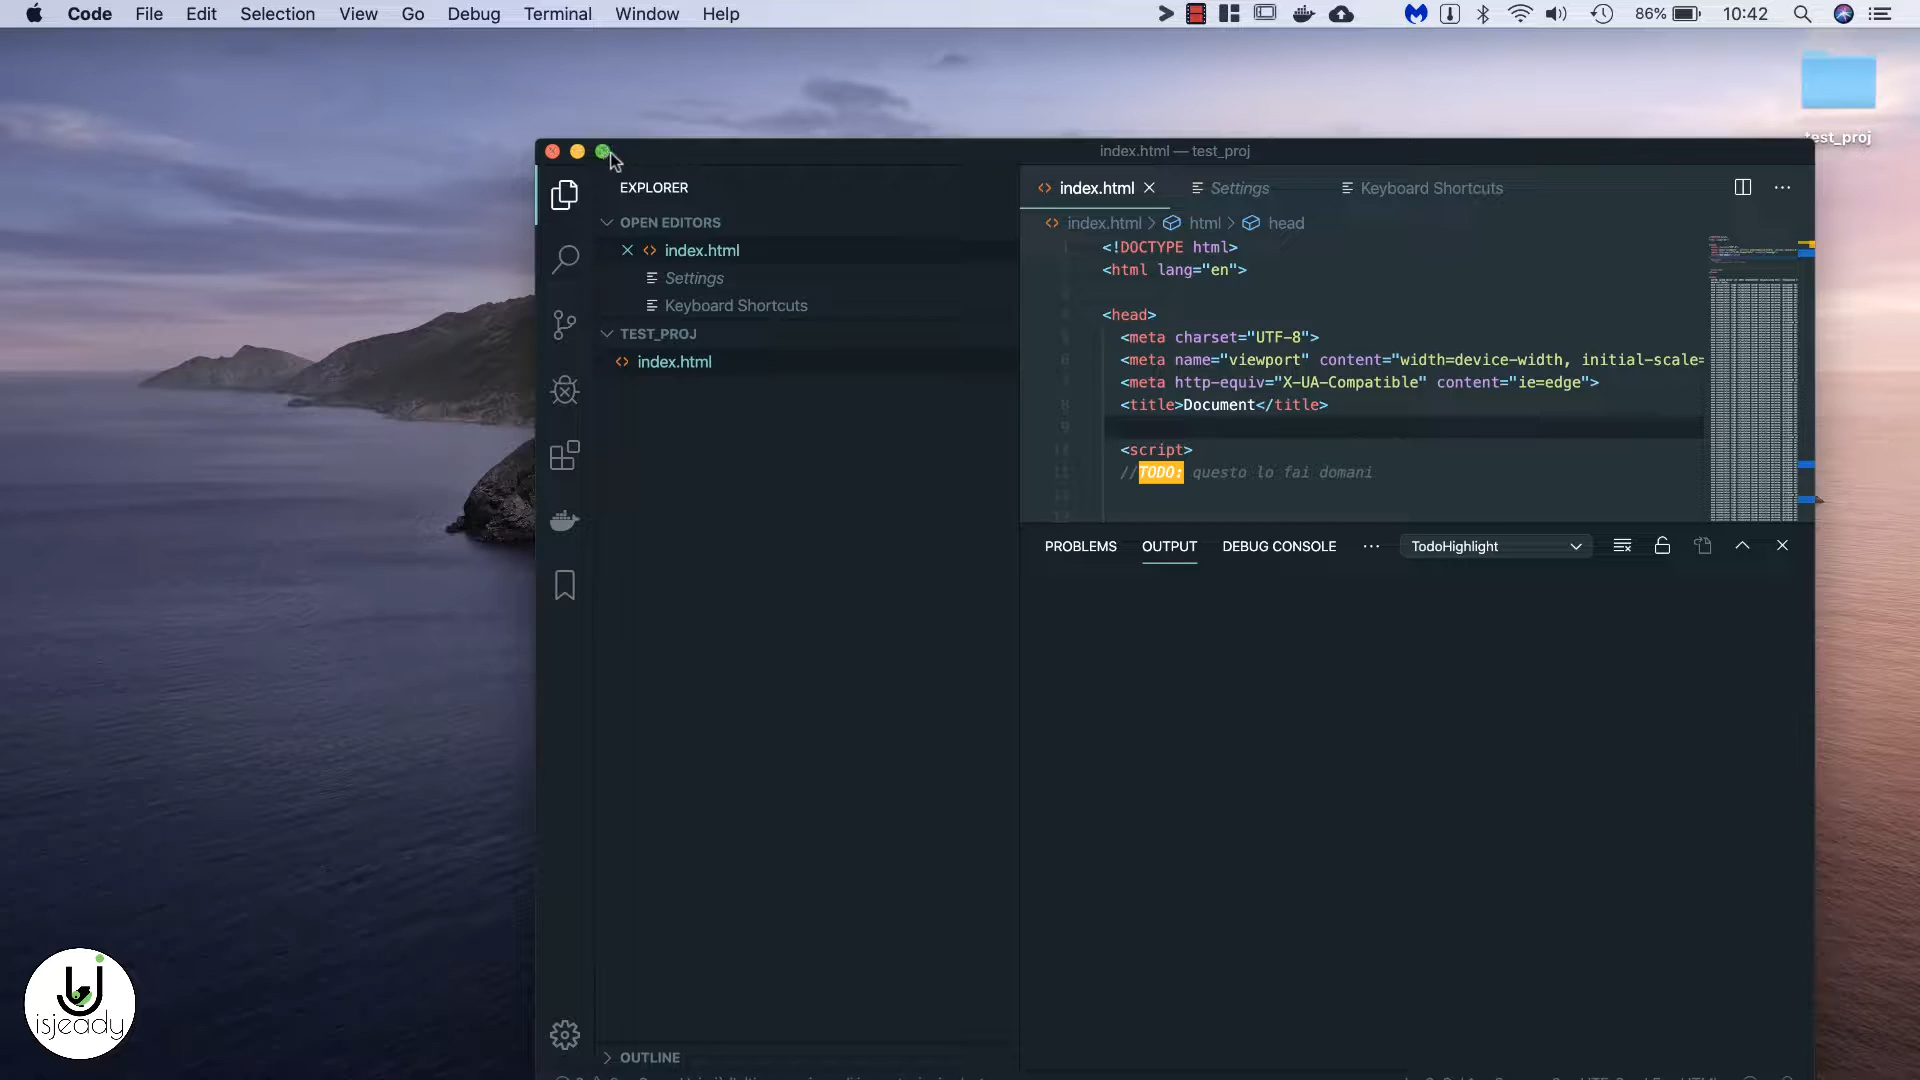 Code File Edit Selection View Go Debug Terminal Window Help 86% 10:42
test_proj
index.html — test_proj
EXPLORER
OPEN EDITORS
index.html
Settings
Keyboard Shortcuts
TEST_PROJ
index.html
OUTLINE
index.html Settings Keyboard Shortcuts
index.html > html > head
<!DOCTYPE html>
<html lang="en">
<head>
<meta charset="UTF-8">
<meta name="viewport" content="width=device-width, initial-scale=
<meta http-equiv="X-UA-Compatible" content="ie=edge">
<title>Document</title>
<script>
//TODO: questo lo fai domani
PROBLEMS OUTPUT DEBUG CONSOLE ··· TodoHighlight
isjeady